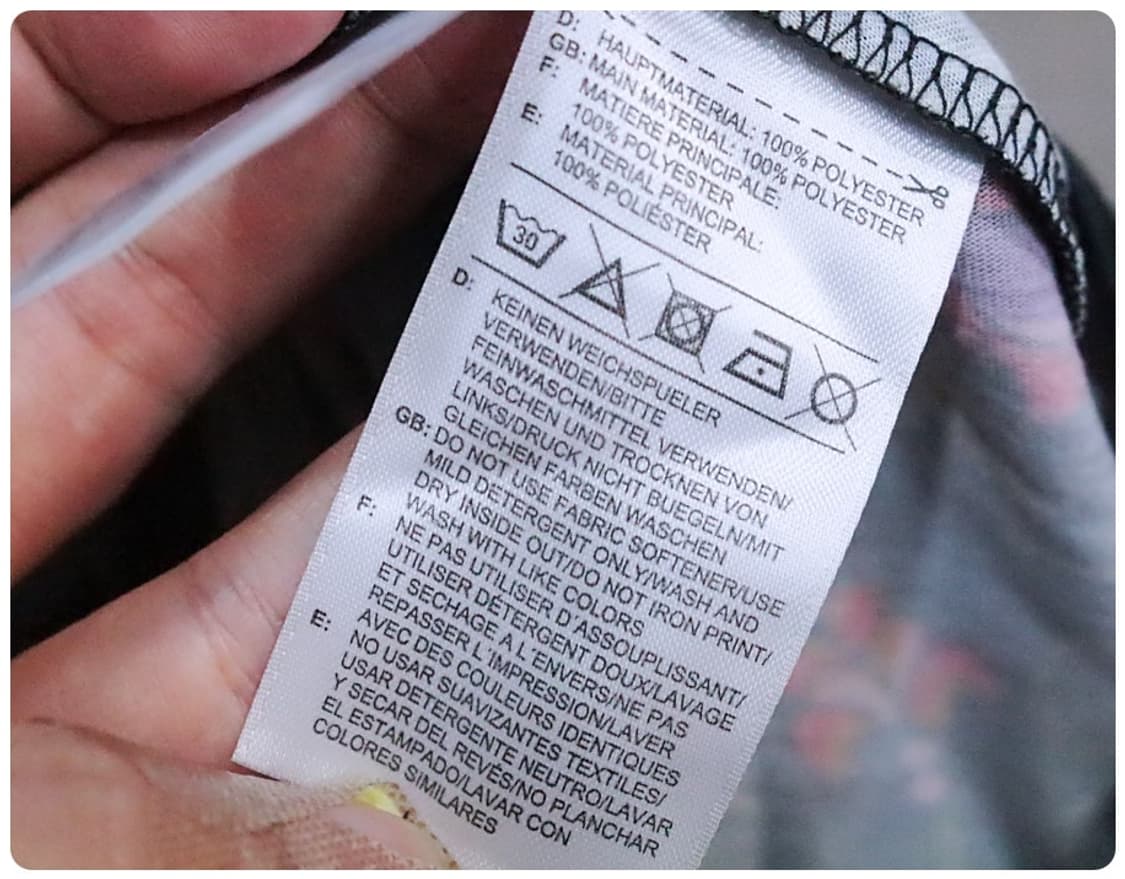 D: HAUPTMATERIAL: 100% POLYESTER
GB: MAIN MATERIAL: 100% POLYESTER
F: MATIERE PRINCIPALE:
100% POLYESTER
E: MATERIAL PRINCIPAL:
100% POLIÉSTER
30
D: KEINEN WEICHSPUELER
VERWENDEN/BITTE
FEINWASCHMITTEL VERWENDEN/
WASCHEN UND TROCKNEN VON
LINKS/DRUCK NICHT BUEGELN/MIT
GLEICHEN FARBEN WASCHEN
GB: DO NOT USE FABRIC SOFTENER/USE
MILD DETERGENT ONLY/WASH AND
DRY INSIDE OUT/DO NOT IRON PRINT/
WASH WITH LIKE COLORS
F: NE PAS UTILISER D'ASSOUPLISSANT/
UTILISER DÉTERGENT DOUX/LAVAGE
ET SECHAGE A L'ENVERS/NE PAS
REPASSER L'IMPRESSION/LAVER
AVEC DES COULEURS IDENTIQUES
E: NO USAR SUAVIZANTES TEXTILES/
USAR DETERGENTE NEUTRO/LAVAR
Y SECAR DEL REVÉS/NO PLANCHAR
EL ESTAMPADO/LAVAR CON
COLORES SIMILARES